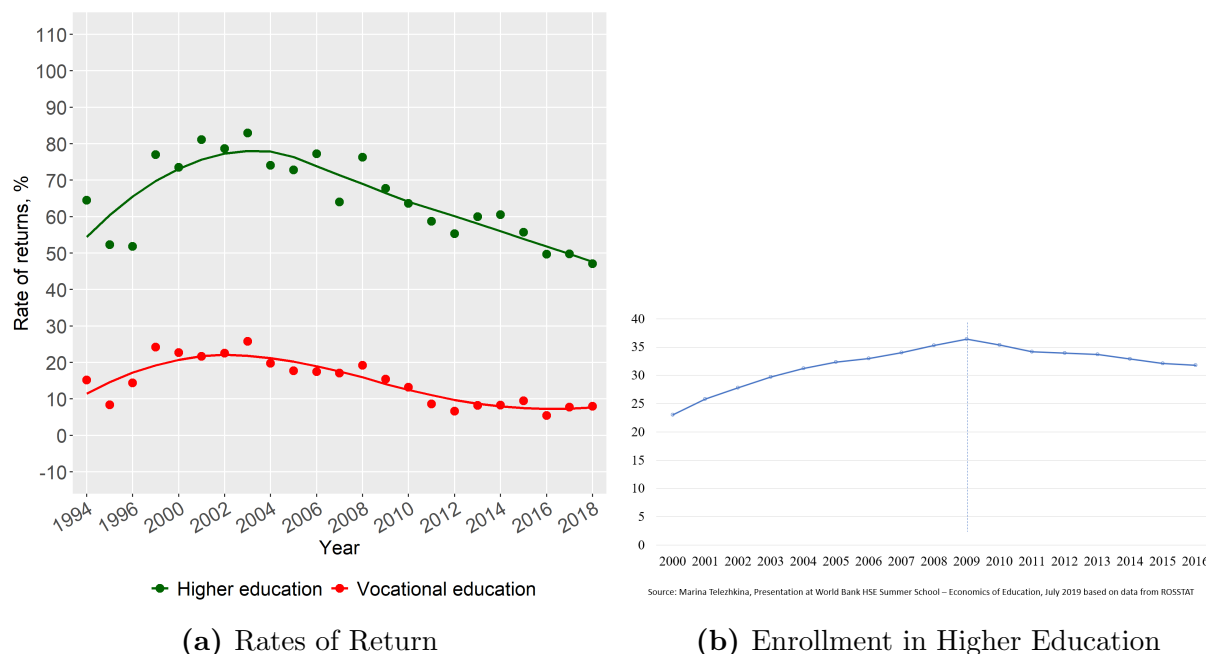 110
100
90
80
70
60
50
40
30
20
10
0
-10
Rate of returns, %
1994 1996 2000 2002 2004 2006 2008 2010 2012 2014 2016 2018
Year
Higher education Vocational education
(a) Rates of Return
40
35
30
25
20
15
10
5
0
2000 2001 2002 2003 2004 2005 2006 2007 2008 2009 2010 2011 2012 2013 2014 2015 2016
Source: Marina Telezhkina, Presentation at World Bank HSE Summer School – Economics of Education, July 2019 based on data from ROSSTAT
(b) Enrollment in Higher Education